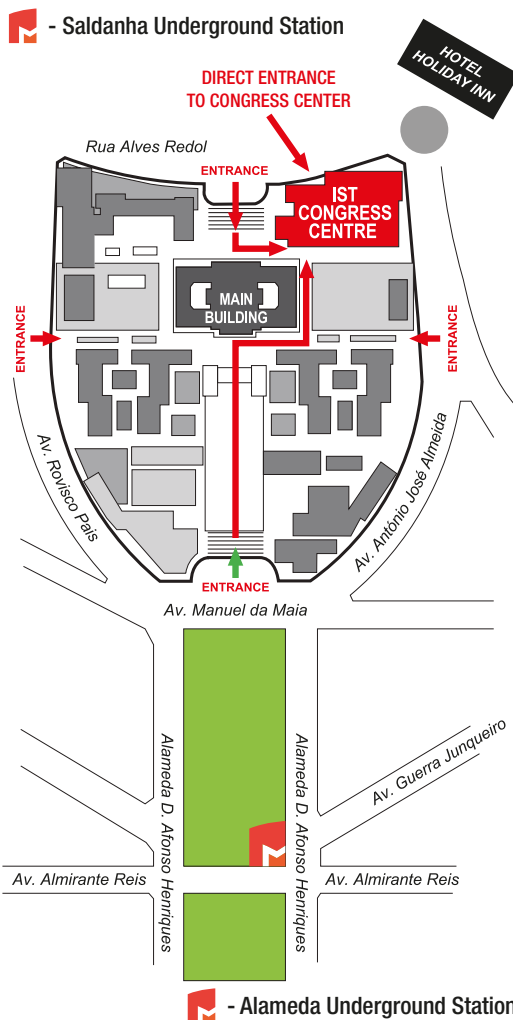 - Saldanha Underground Station
HOTEL
HOLIDAY INN
DIRECT ENTRANCE
TO CONGRESS CENTER
Rua Alves Redol
ENTRANCE
IST
CONGRESS
CENTRE
MAIN
BUILDING
ENTRANCE
ENTRANCE
Av. Rovisco Pais
Av. António José Almeida
ENTRANCE
Av. Manuel da Maia
Alameda D. Afonso Henriques
Alameda D. Afonso Henriques
Av. Guerra Junqueiro
Av. Almirante Reis
Av. Almirante Reis
- Alameda Underground Station